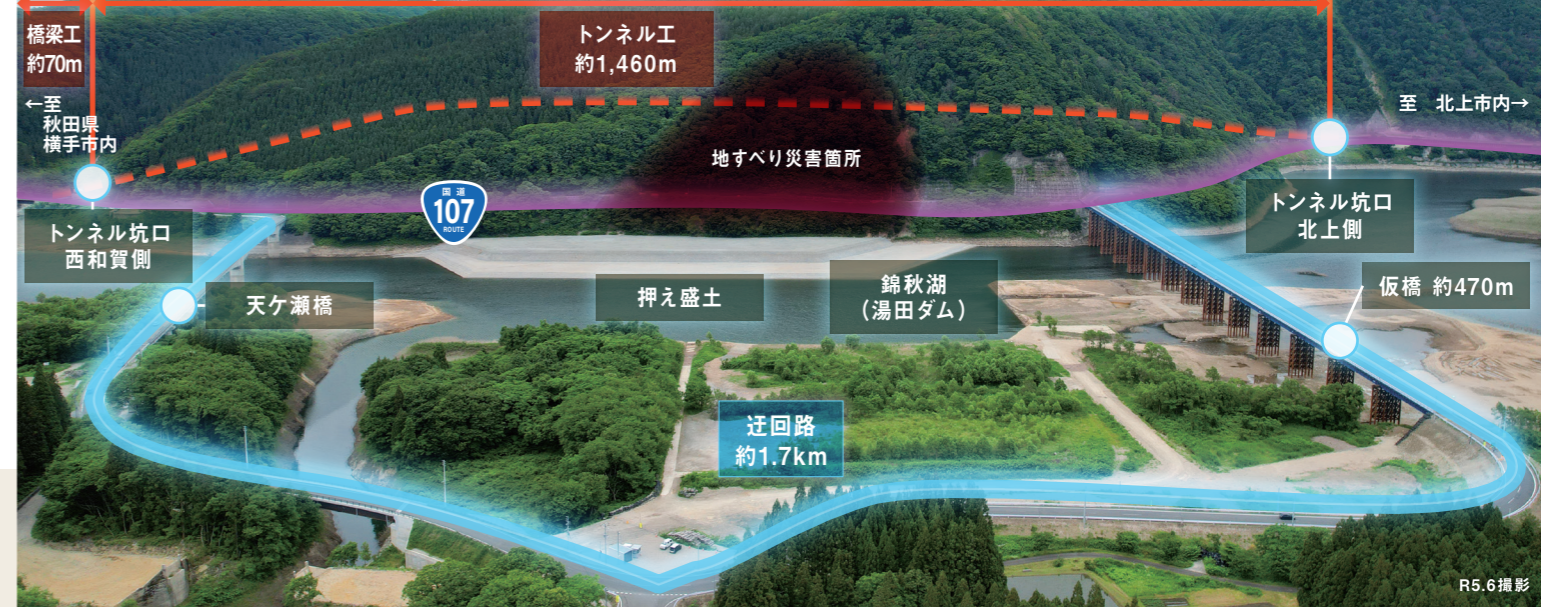 橋梁工
約70m
トンネル工
約1,460m
←至
秋田県
横手市内
至 北上市内→
地すべり災害箇所
国道
107
ROUTE
トンネル坑口
西和賀側
トンネル坑口
北上側
天ケ瀬橋
押え盛土
錦秋湖
(湯田ダム)
仮橋 約470m
迂回路
約1.7km
R5.6撮影